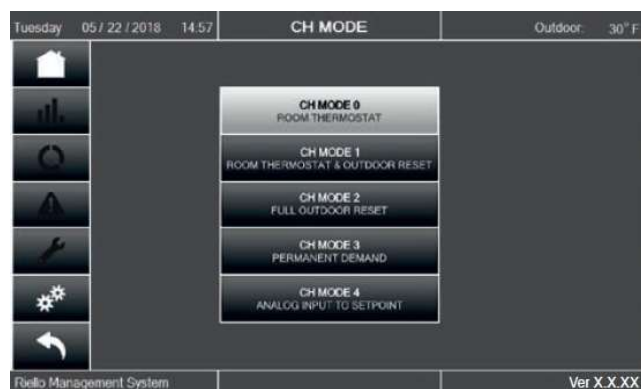 Tuesday 05 / 22 / 2018 14:57 CH MODE Outdoor: 30° F
CH MODE 0
ROOM THERMOSTAT
CH MODE 1
ROOM THERMOSTAT & OUTDOOR RESET
CH MODE 2
FULL OUTDOOR RESET
CH MODE 3
PERMANENT DEMAND
CH MODE 4
ANALOG INPUT TO SETPOINT
Riello Management System Ver X.X.XX